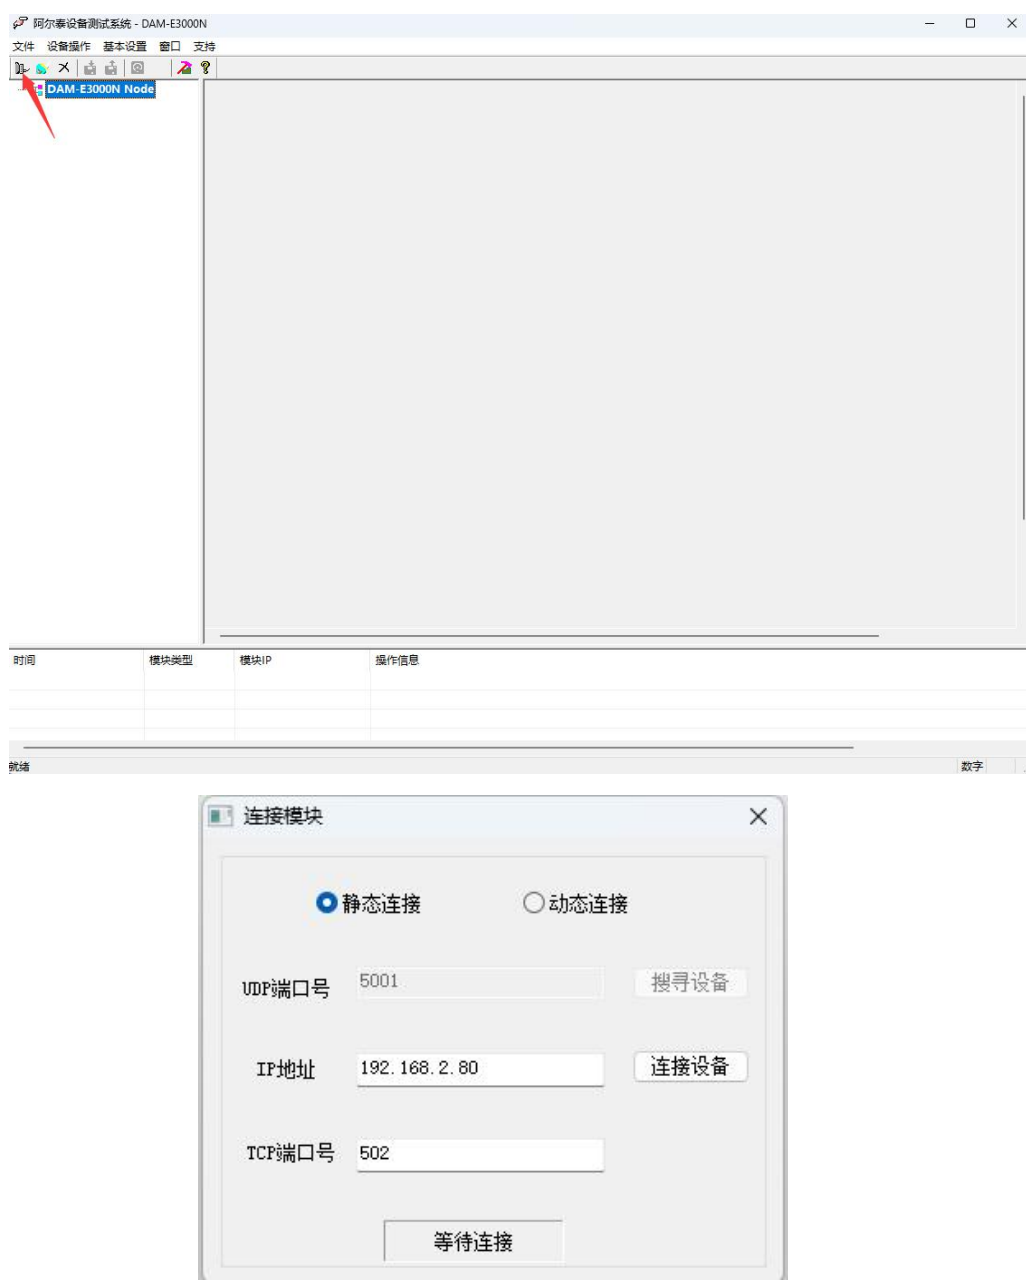 阿尔泰设备测试系统 - DAM-E3000N
文件 设备操作 基本设置 窗口 支持
DAM-E3000N Node
时间 模块类型 模块IP 操作信息
就绪 数字
连接模块
静态连接 动态连接
UDP端口号 5001 搜寻设备
IP地址 192.168.2.80 连接设备
TCP端口号 502
等待连接